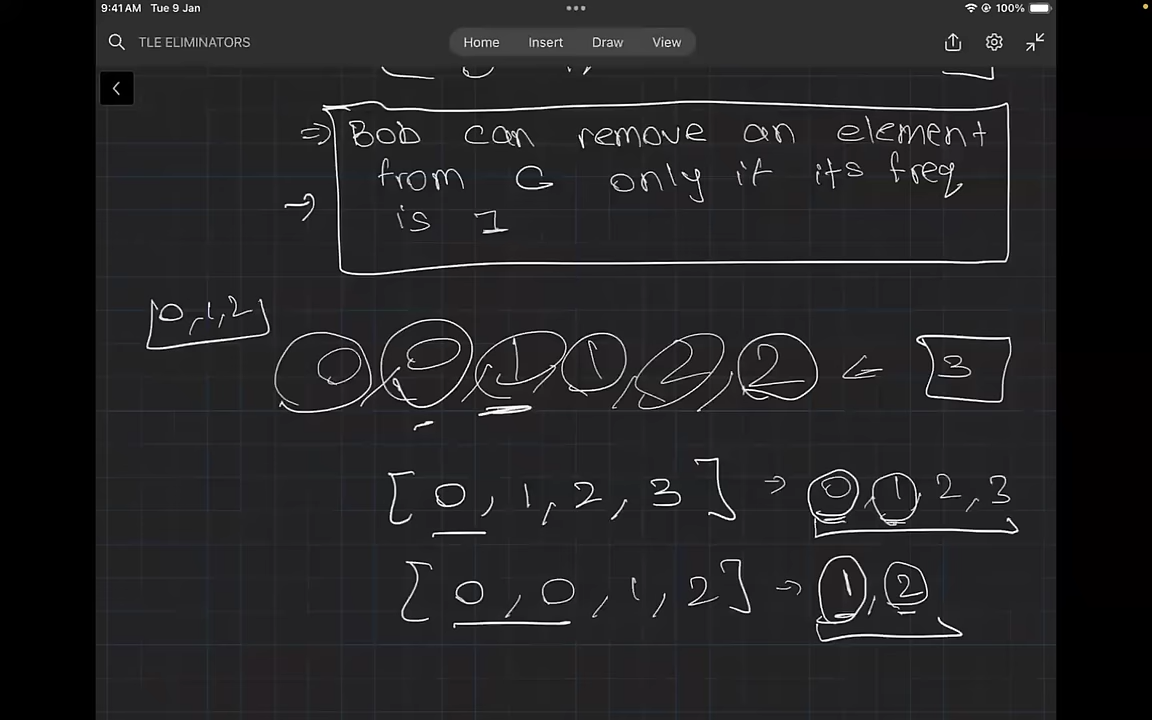 9:41 AM Tue 9 Jan 100%
TLE ELIMINATORS Home Insert Draw View
=> Bob can remove an element
from G only if its freq
-> is 1
[0,1,2]
0, 0, 1, 1, 2, 2 <- 3
[0, 1, 2, 3] -> 0, 1, 2, 3
[0, 0, 1, 2] -> 1, 2